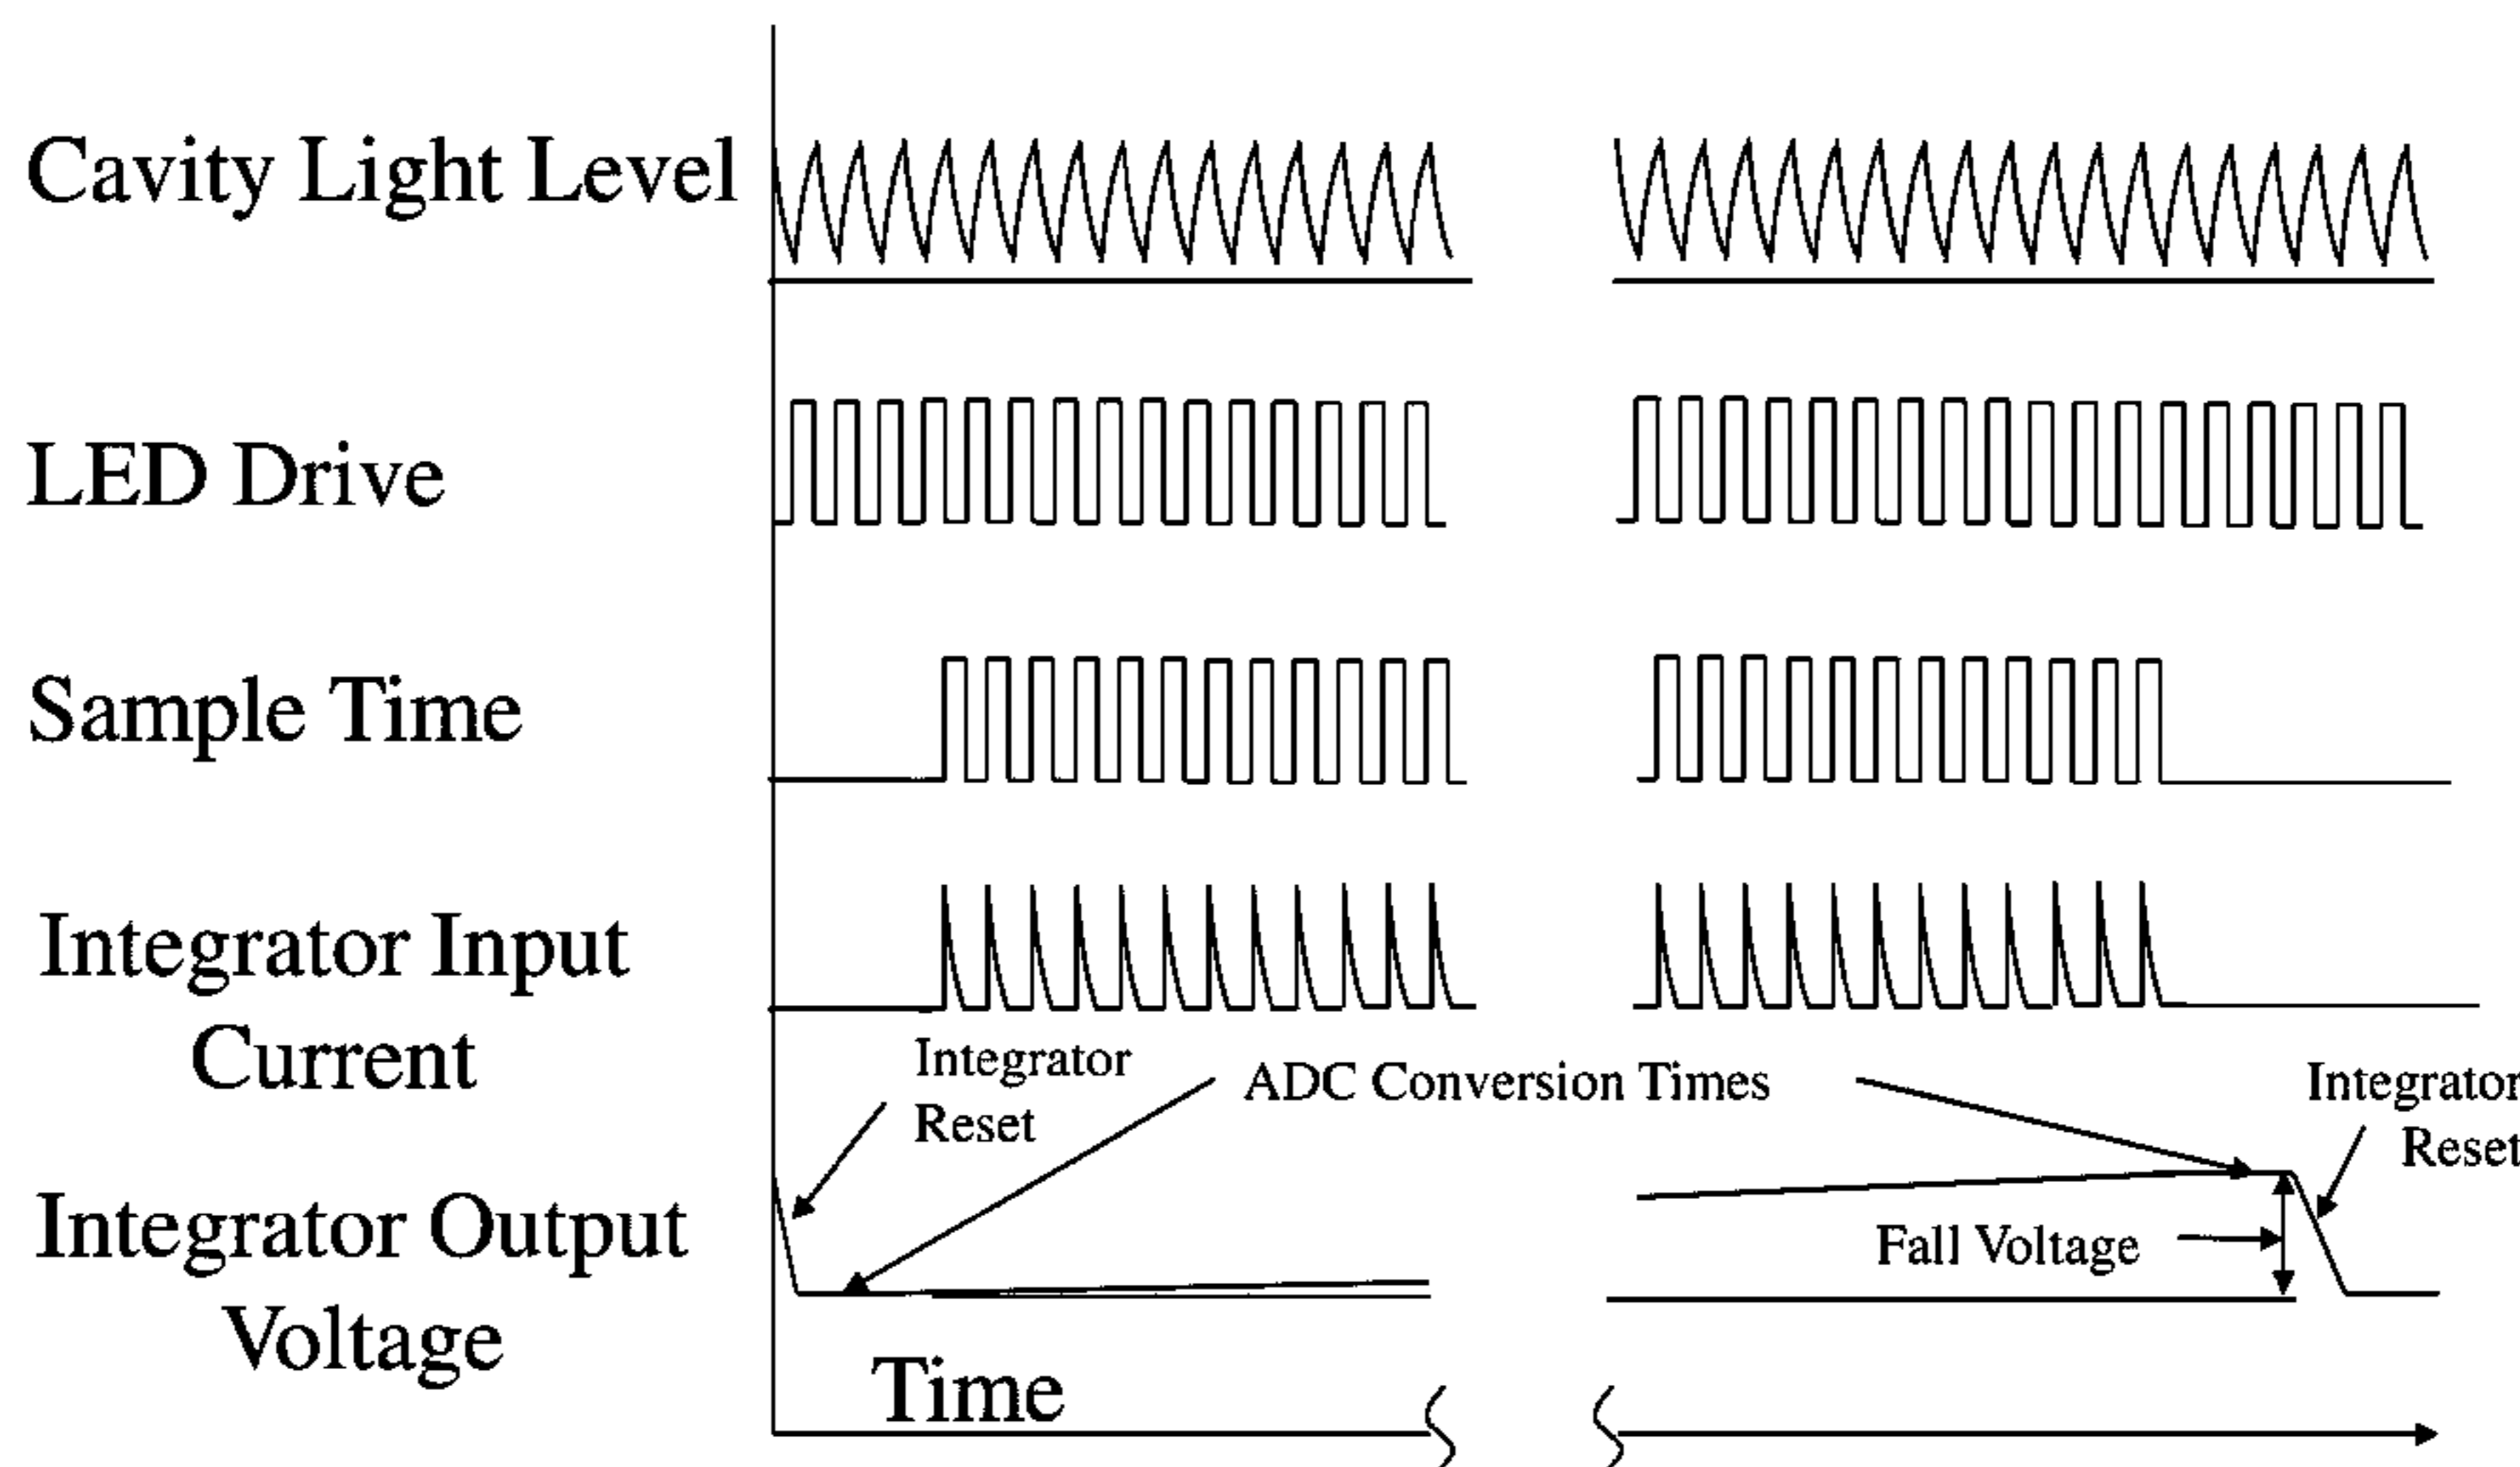 Cavity Light Level
LED Drive
Sample Time
Integrator Input
Current
Integrator
Reset
ADC Conversion Times
Integrator
Reset
Integrator Output
Voltage
Fall Voltage
Time